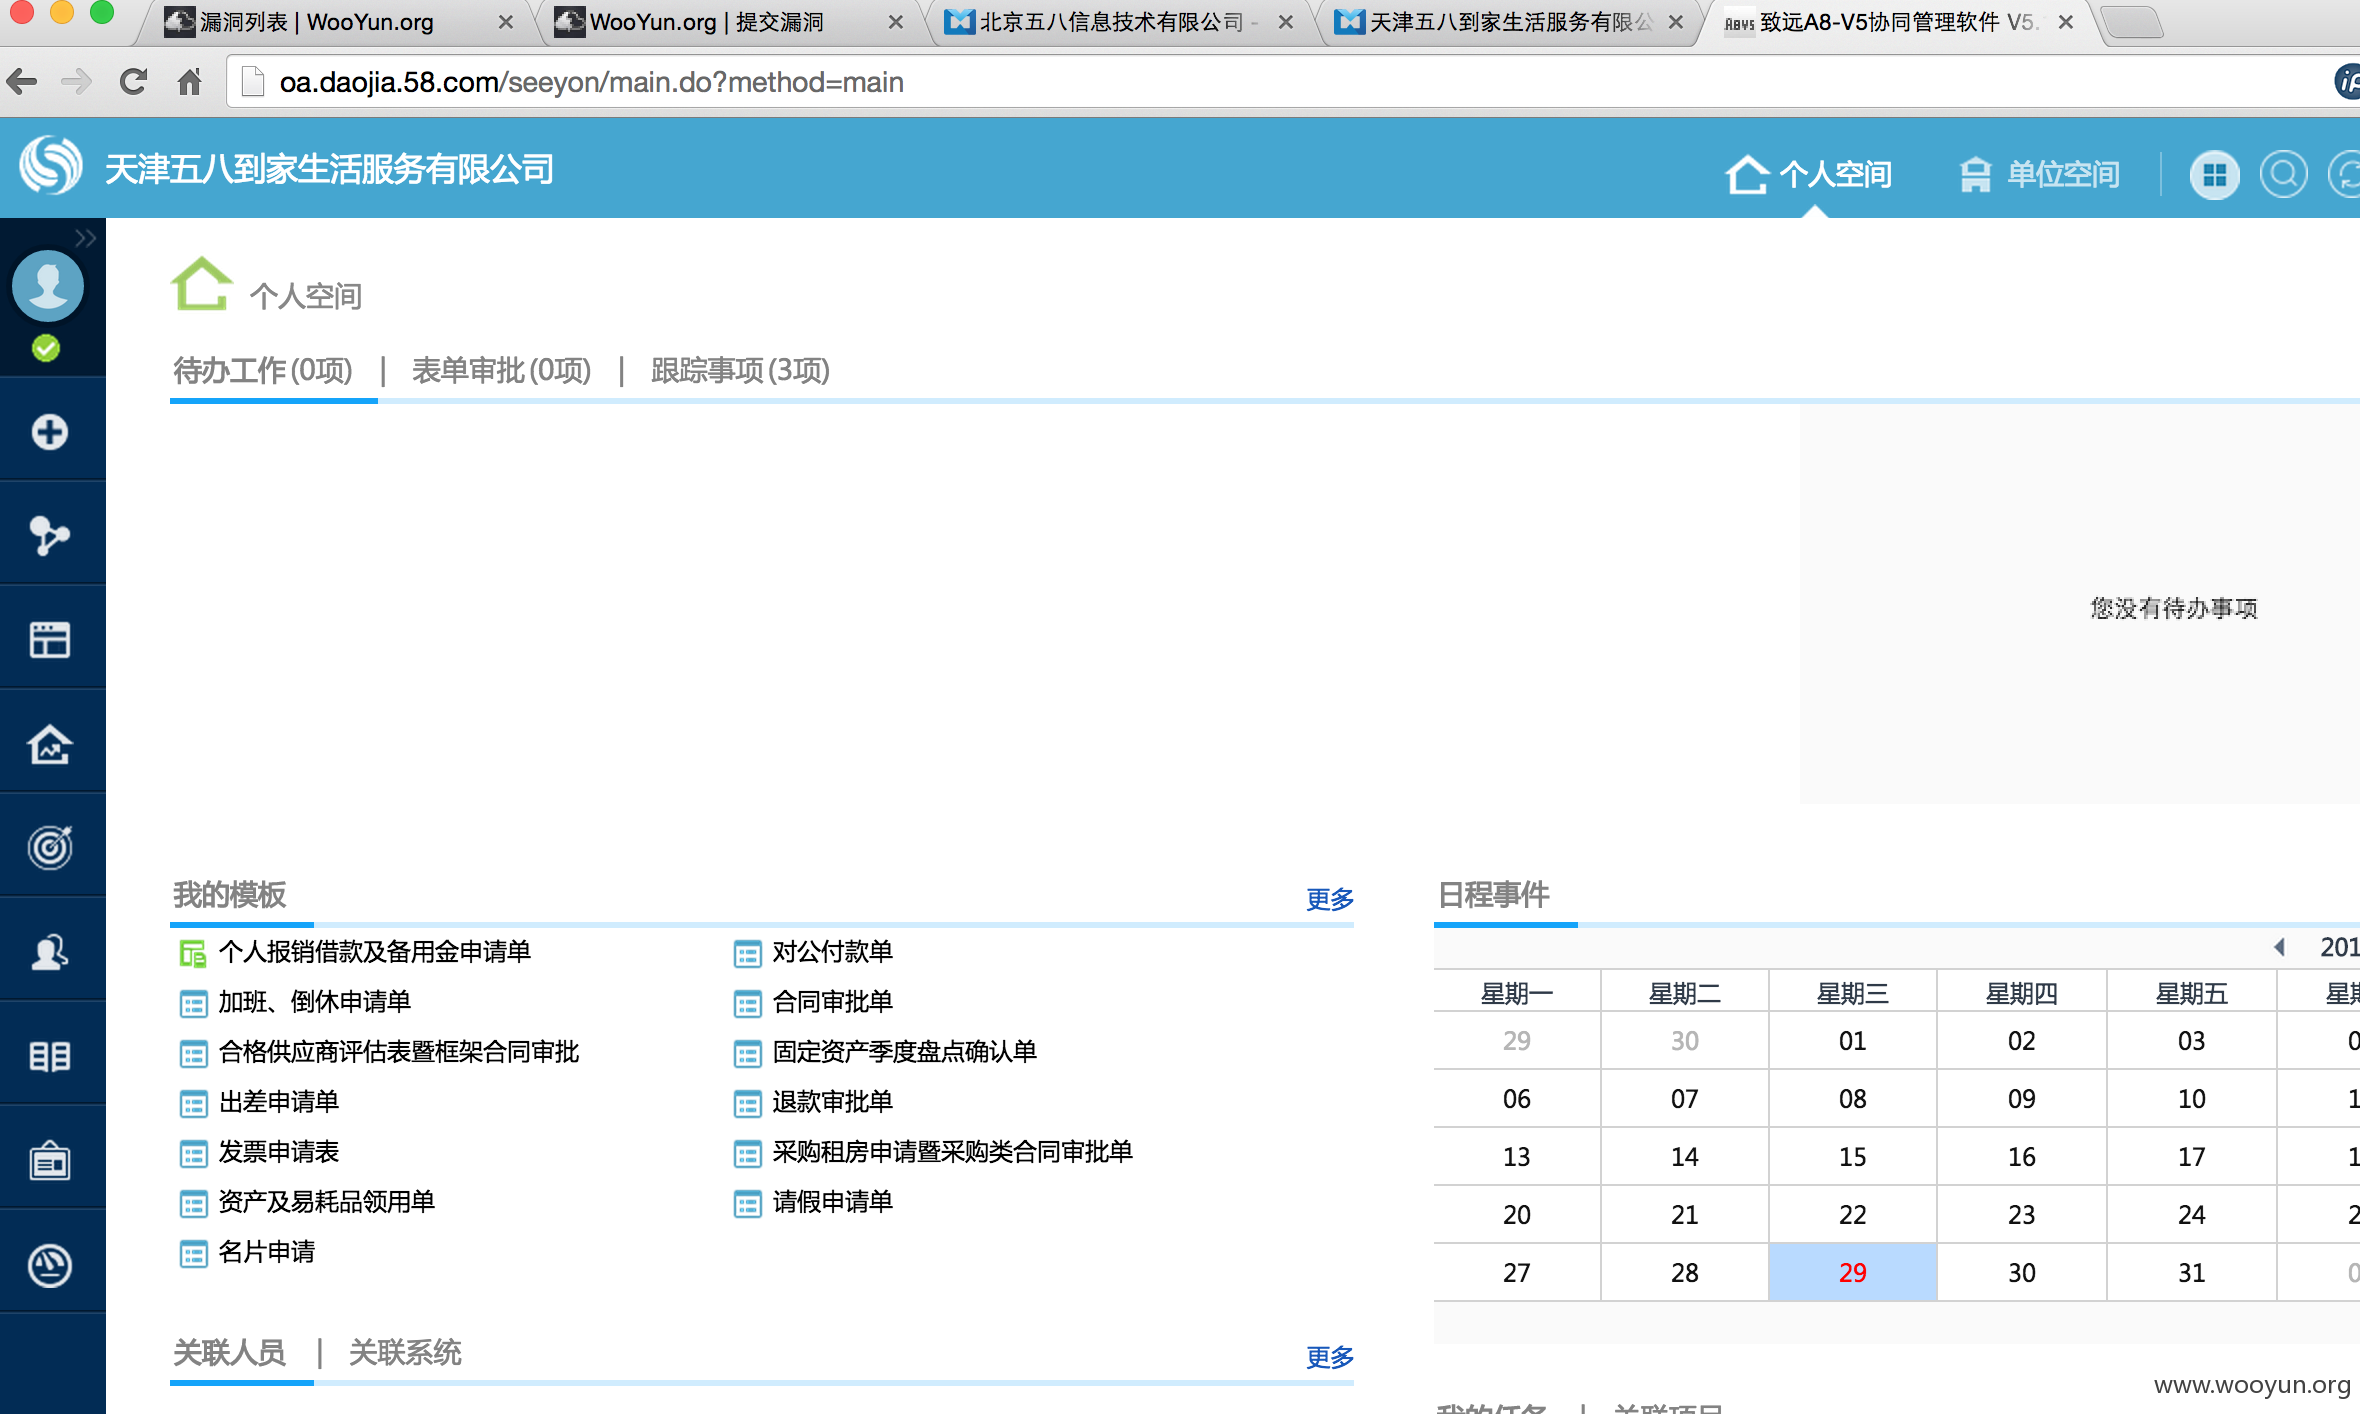 漏洞列表 | WooYun.org
WooYun.org | 提交漏洞
北京五八信息技术有限公司 -
天津五八到家生活服务有限公
致远A8-V5协同管理软件 V5.
oa.daojia.58.com/seeyon/main.do?method=main
天津五八到家生活服务有限公司
个人空间
单位空间
个人空间
待办工作(0项) | 表单审批(0项) | 跟踪事项(3项)
您没有待办事项
我的模板
更多
个人报销借款及备用金申请单
对公付款单
加班、倒休申请单
合同审批单
合格供应商评估表暨框架合同审批
固定资产季度盘点确认单
出差申请单
退款审批单
发票申请表
采购租房申请暨采购类合同审批单
资产及易耗品领用单
请假申请单
名片申请
日程事件
201
星期一 星期二 星期三 星期四 星期五 星期
29 30 01 02 03 0
06 07 08 09 10 1
13 14 15 16 17 1
20 21 22 23 24 2
27 28 29 30 31 0
关联人员 | 关联系统
更多
我的任务 | 关联项目
www.wooyun.org